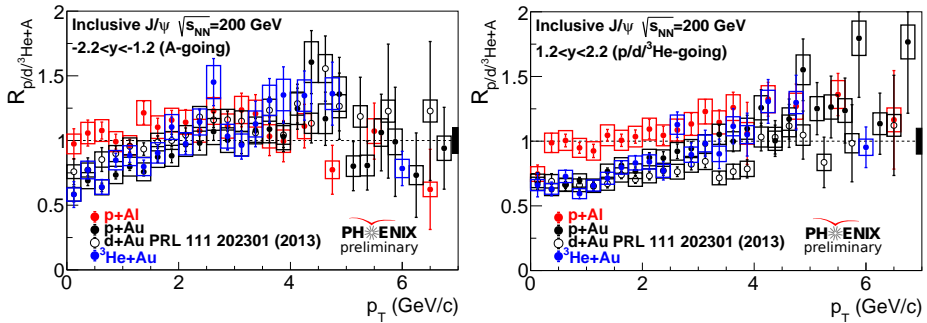 Inclusive J/ψ √sNN=200 GeV
-2.2<y<-1.2 (A-going)
R p/d/3He+A
2
1.5
1
0.5
0
p+Al
p+Au
d+Au PRL 111 202301 (2013)
3He+Au
PHENIX
preliminary
0 2 4 6
pT (GeV/c)
Inclusive J/ψ √sNN=200 GeV
1.2<y<2.2 (p/d/3He-going)
R p/d/3He+A
2
1.5
1
0.5
0
p+Al
p+Au
d+Au PRL 111 202301 (2013)
3He+Au
PHENIX
preliminary
0 2 4 6
pT (GeV/c)